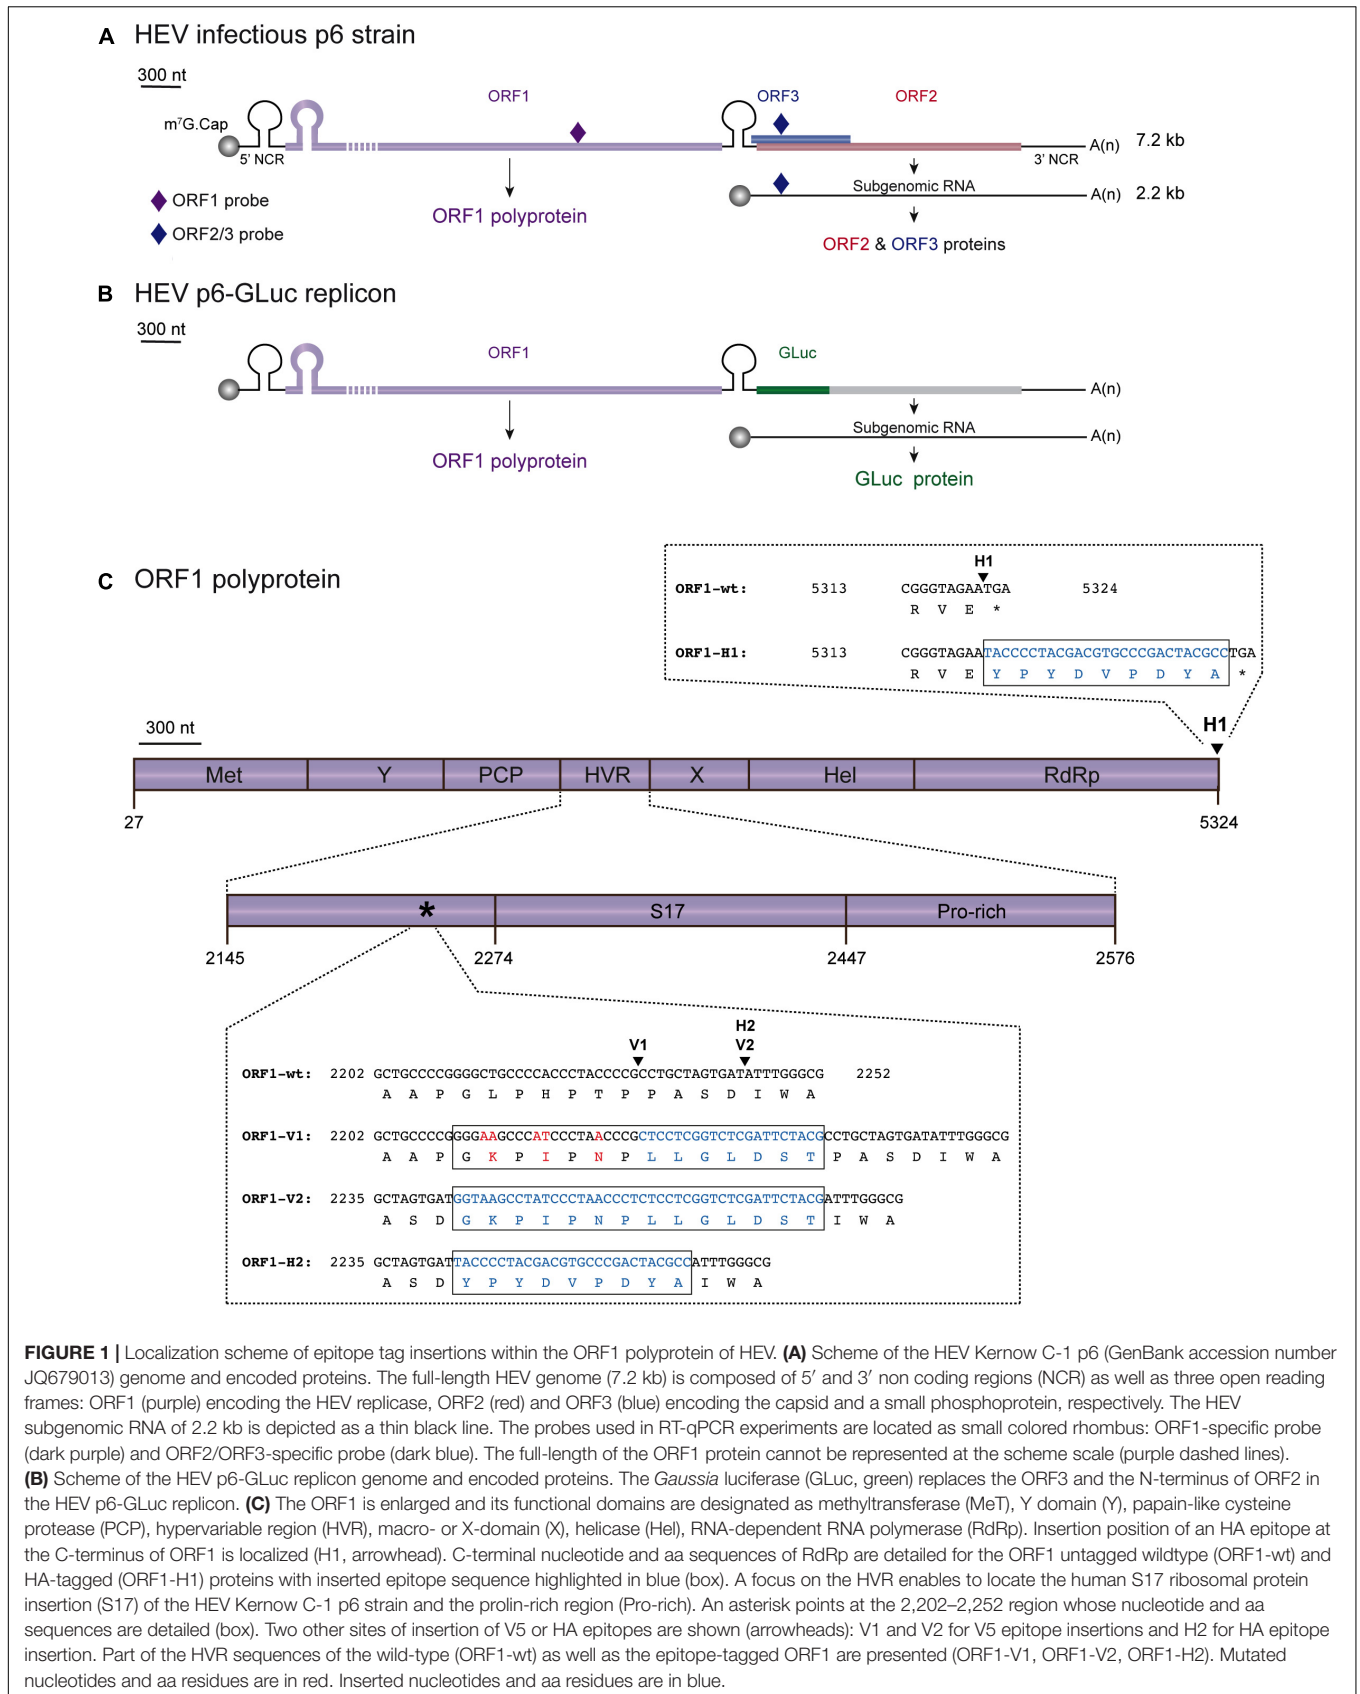 A HEV infectious p6 strain
300 nt
ORF1
ORF3
ORF2
m⁷G.Cap
5' NCR
3' NCR
A(n)
7.2 kb
ORF1 probe
ORF2/3 probe
ORF1 polyprotein
Subgenomic RNA
A(n)
2.2 kb
ORF2 & ORF3 proteins
B HEV p6-GLuc replicon
300 nt
ORF1
GLuc
A(n)
ORF1 polyprotein
Subgenomic RNA
A(n)
GLuc protein
C ORF1 polyprotein
H1
ORF1-wt: 5313 CGGGTAGAATGA 5324
R V E *
ORF1-H1: 5313 CGGGTAGAATACCCCTACGACGTGCCCGACTACGCCTGA
R V E Y P Y D V P D Y A *
300 nt
H1
Met Y PCP HVR X Hel RdRp
27 5324
* S17 Pro-rich
2145 2274 2447 2576
H2
V1 V2
ORF1-wt: 2202 GCTGCCCCGGGGCTGCCCCACCCTACCCCGCCTGCTAGTGATATTTGGGCG 2252
A A P G L P H P T P P A S D I W A
ORF1-V1: 2202 GCTGCCCCGGGGAAGCCCATCCCTAACCCGCTCCTCGGTCTCGATTCTACGCCTGCTAGTGATATTTGGGCG
A A P G K P I P N P L L G L D S T P A S D I W A
ORF1-V2: 2235 GCTAGTGATGGTAAGCCTATCCCTAACCCTCTCCTCGGTCTCGATTCTACGATTTGGGCG
A S D G K P I P N P L L G L D S T I W A
ORF1-H2: 2235 GCTAGTGATTACCCCTACGACGTGCCCGACTACGCCATTTGGGCG
A S D Y P Y D V P D Y A I W A
FIGURE 1 | Localization scheme of epitope tag insertions within the ORF1 polyprotein of HEV. (A) Scheme of the HEV Kernow C-1 p6 (GenBank accession number
JQ679013) genome and encoded proteins. The full-length HEV genome (7.2 kb) is composed of 5′ and 3′ non coding regions (NCR) as well as three open reading
frames: ORF1 (purple) encoding the HEV replicase, ORF2 (red) and ORF3 (blue) encoding the capsid and a small phosphoprotein, respectively. The HEV
subgenomic RNA of 2.2 kb is depicted as a thin black line. The probes used in RT-qPCR experiments are located as small colored rhombus: ORF1-specific probe
(dark purple) and ORF2/ORF3-specific probe (dark blue). The full-length of the ORF1 protein cannot be represented at the scheme scale (purple dashed lines).
(B) Scheme of the HEV p6-GLuc replicon genome and encoded proteins. The Gaussia luciferase (GLuc, green) replaces the ORF3 and the N-terminus of ORF2 in
the HEV p6-GLuc replicon. (C) The ORF1 is enlarged and its functional domains are designated as methyltransferase (MeT), Y domain (Y), papain-like cysteine
protease (PCP), hypervariable region (HVR), macro- or X-domain (X), helicase (Hel), RNA-dependent RNA polymerase (RdRp). Insertion position of an HA epitope at
the C-terminus of ORF1 is localized (H1, arrowhead). C-terminal nucleotide and aa sequences of RdRp are detailed for the ORF1 untagged wildtype (ORF1-wt) and
HA-tagged (ORF1-H1) proteins with inserted epitope sequence highlighted in blue (box). A focus on the HVR enables to locate the human S17 ribosomal protein
insertion (S17) of the HEV Kernow C-1 p6 strain and the prolin-rich region (Pro-rich). An asterisk points at the 2,202–2,252 region whose nucleotide and aa
sequences are detailed (box). Two other sites of insertion of V5 or HA epitopes are shown (arrowheads): V1 and V2 for V5 epitope insertions and H2 for HA epitope
insertion. Part of the HVR sequences of the wild-type (ORF1-wt) as well as the epitope-tagged ORF1 are presented (ORF1-V1, ORF1-V2, ORF1-H2). Mutated
nucleotides and aa residues are in red. Inserted nucleotides and aa residues are in blue.